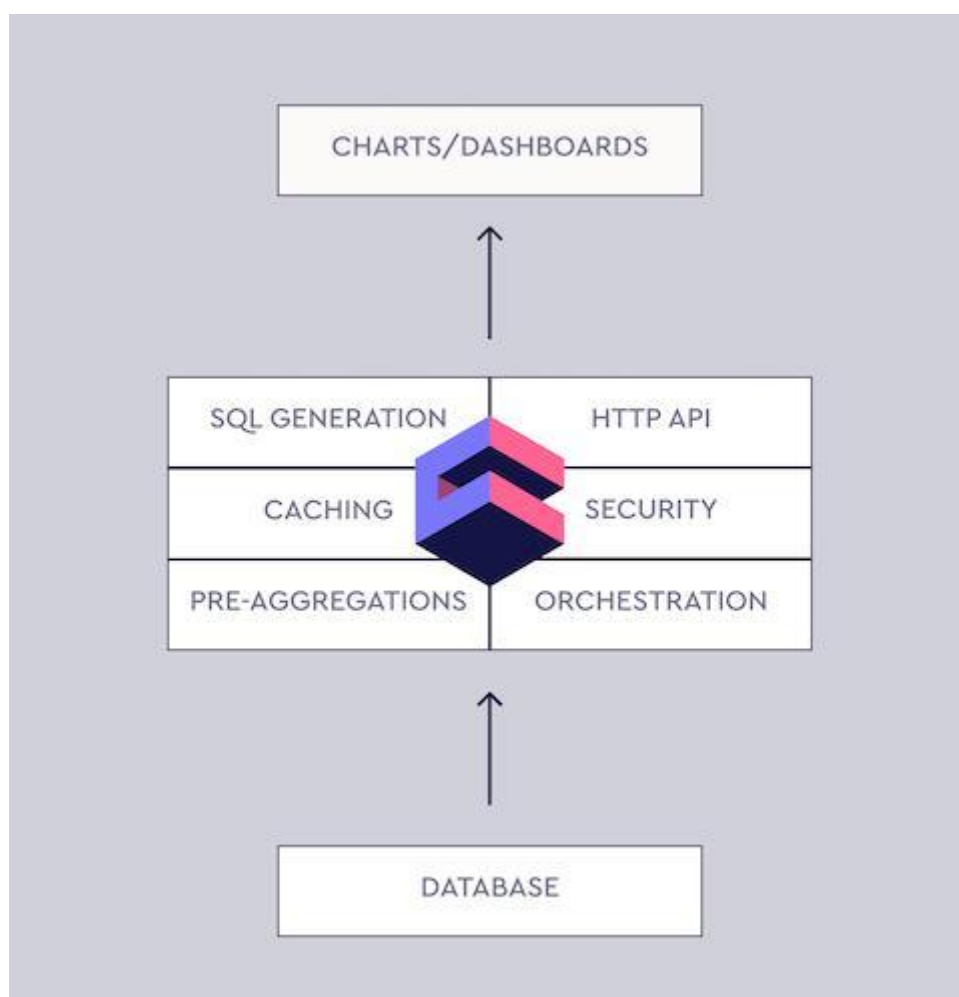 CHARTS/DASHBOARDS
SQL GENERATION
HTTP API
CACHING
SECURITY
PRE-AGGREGATIONS
ORCHESTRATION
DATABASE